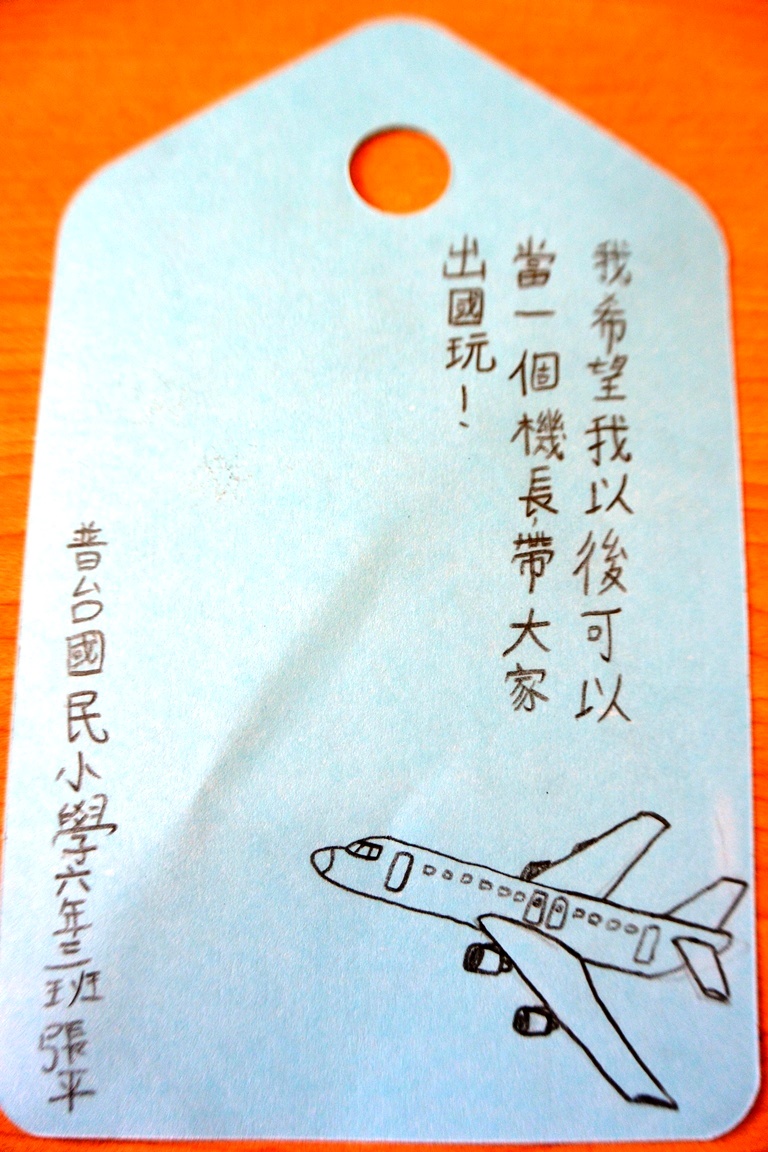 我希望我以後可以
當一個機長,帶大家
出國玩!
普台國民小學六年三班 張平